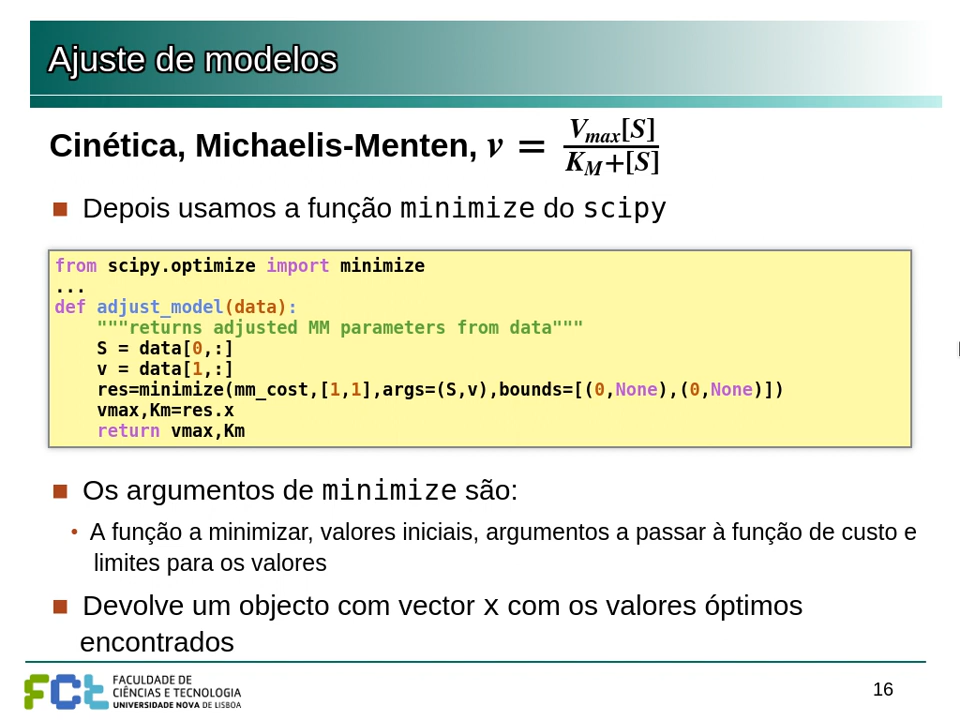 Ajuste de modelos
Cinética, Michaelis-Menten, v = Vmax[S] / KM+[S]
Depois usamos a função minimize do scipy
from scipy.optimize import minimize
...
def adjust_model(data):
    """returns adjusted MM parameters from data"""
    S = data[0,:]
    v = data[1,:]
    res=minimize(mm_cost,[1,1],args=(S,v),bounds=[(0,None),(0,None)])
    vmax,Km=res.x
    return vmax,Km
Os argumentos de minimize são:
A função a minimizar, valores iniciais, argumentos a passar à função de custo e
limites para os valores
Devolve um objecto com vector x com os valores óptimos
encontrados
FCt
FACULDADE DE
CIÊNCIAS E TECNOLOGIA
UNIVERSIDADE NOVA DE LISBOA
16